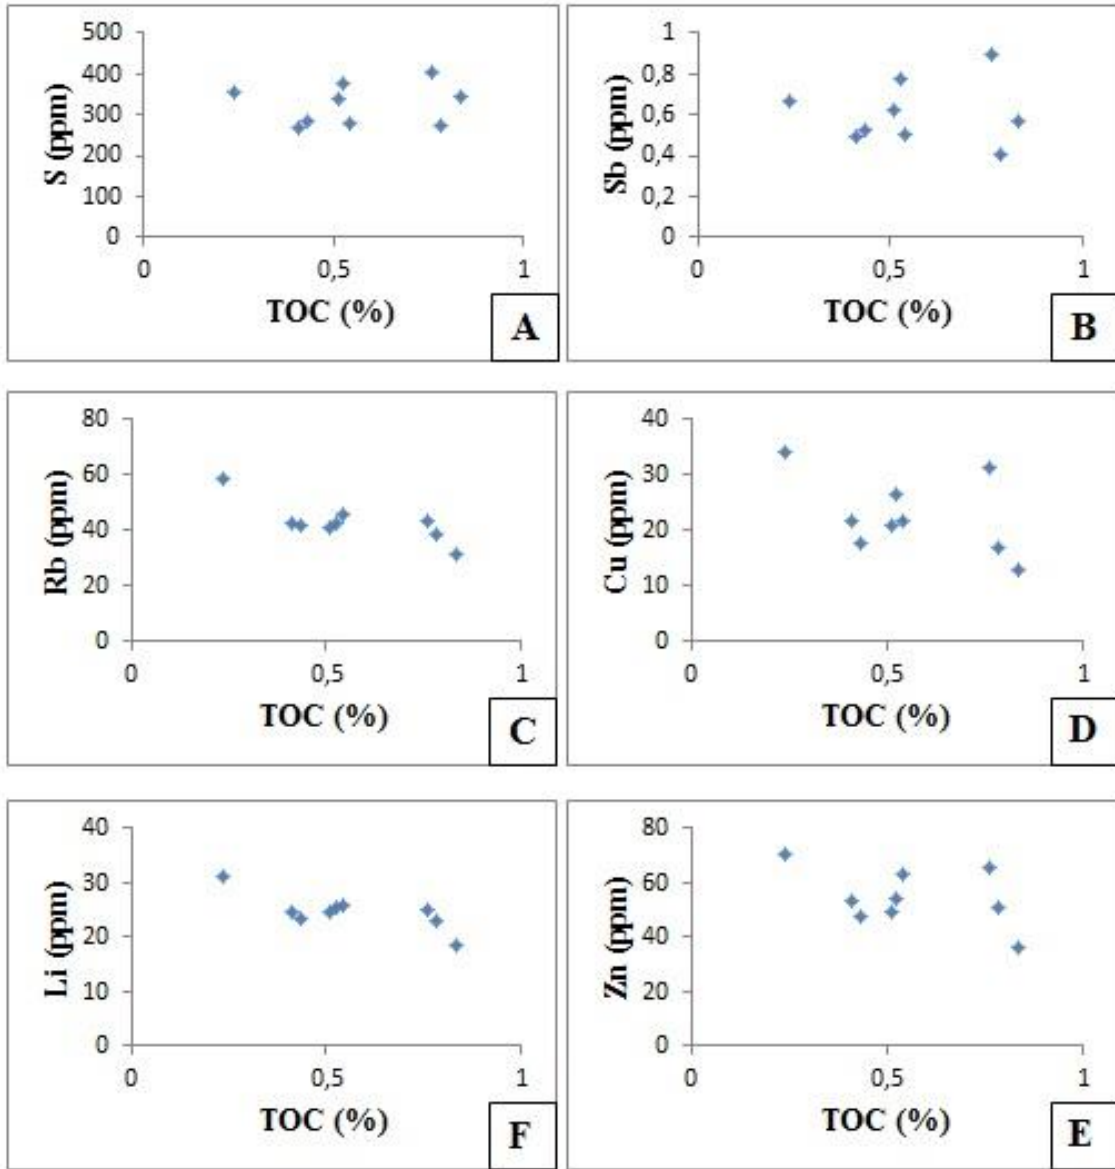 500
400
300
200
100
0
S (ppm)
0 0,5 1
TOC (%)
A
1
0,8
0,6
0,4
0,2
0
Sb (ppm)
0 0,5 1
TOC (%)
B
80
60
40
20
0
Rb (ppm)
0 0,5 1
TOC (%)
C
40
30
20
10
0
Cu (ppm)
0 0,5 1
TOC (%)
D
40
30
20
10
0
Li (ppm)
0 0,5 1
TOC (%)
F
80
60
40
20
0
Zn (ppm)
0 0,5 1
TOC (%)
E